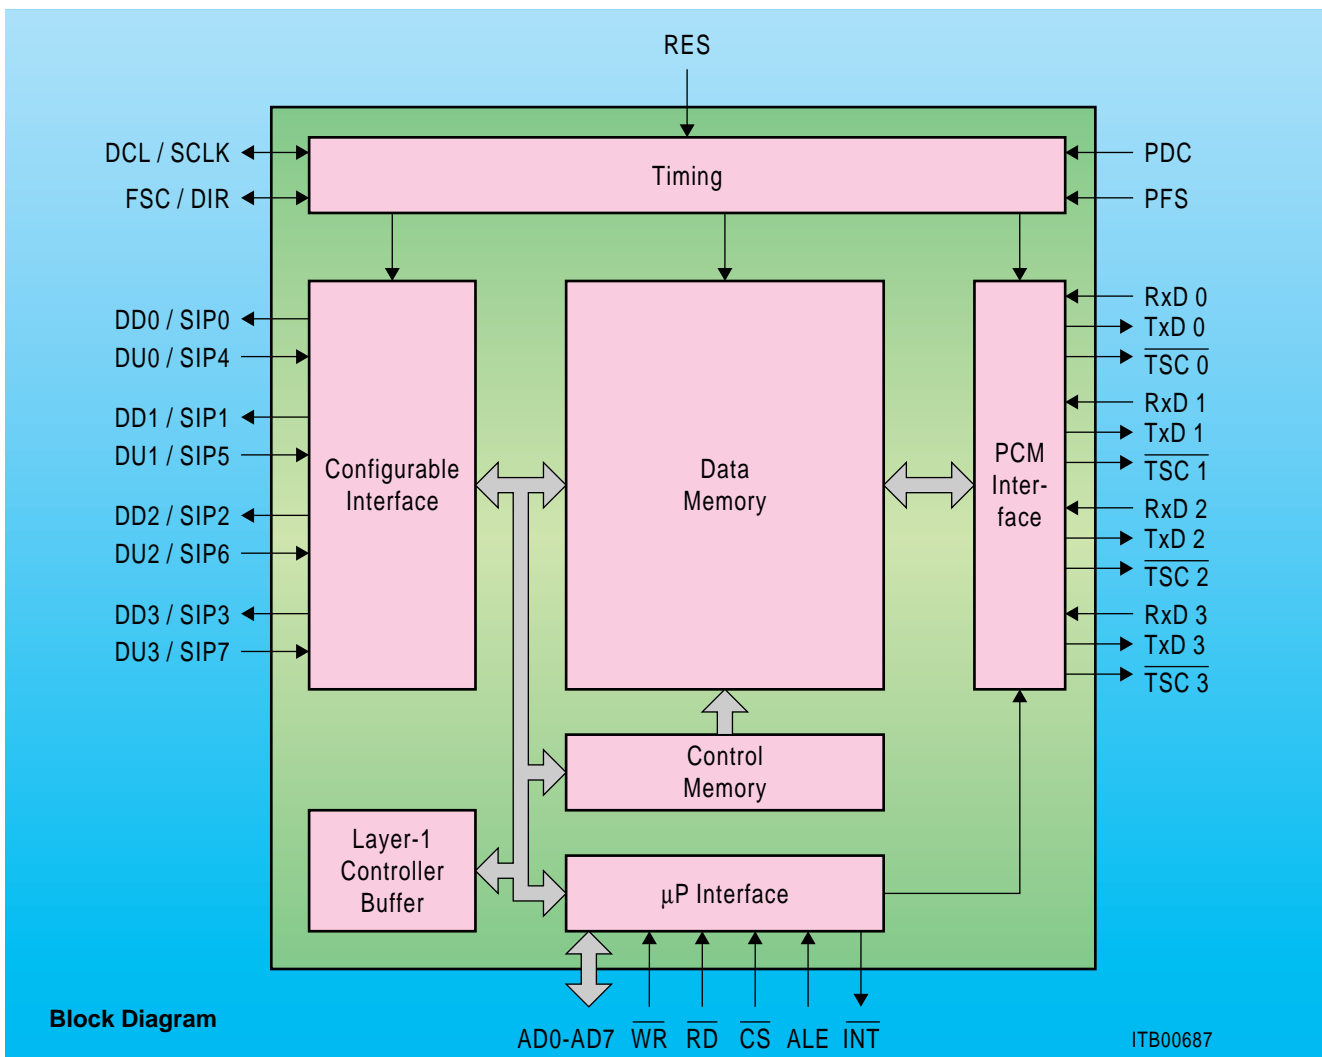 RES
DCL / SCLK
FSC / DIR
Timing
PDC
PFS
DD0 / SIP0
DU0 / SIP4
DD1 / SIP1
DU1 / SIP5
DD2 / SIP2
DU2 / SIP6
DD3 / SIP3
DU3 / SIP7
Configurable
Interface
Data
Memory
PCM
Inter-
face
RxD 0
TxD 0
TSC 0
RxD 1
TxD 1
TSC 1
RxD 2
TxD 2
TSC 2
RxD 3
TxD 3
TSC 3
Control
Memory
Layer-1
Controller
Buffer
µP Interface
AD0-AD7 WR RD CS ALE INT
Block Diagram
ITB00687